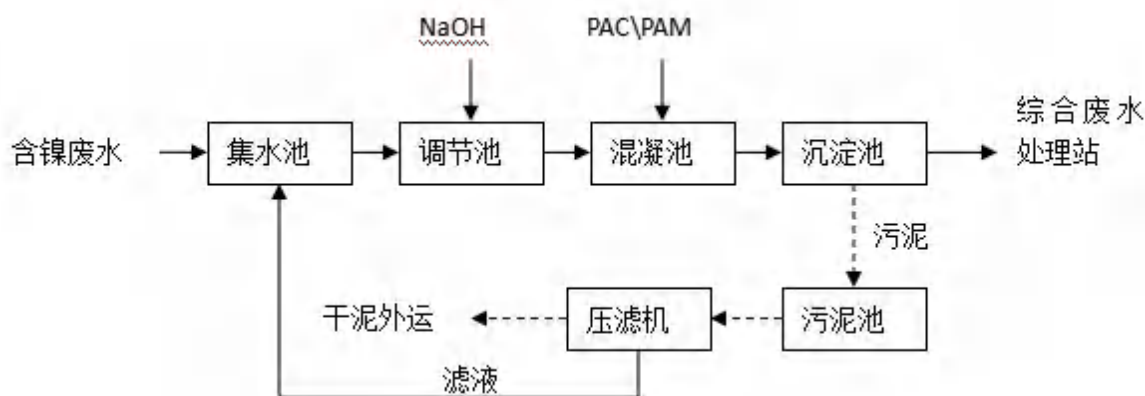 NaOH
PAC\PAM
含镍废水
集水池
调节池
混凝池
沉淀池
综合废水
处理站
污泥
干泥外运
压滤机
污泥池
滤液